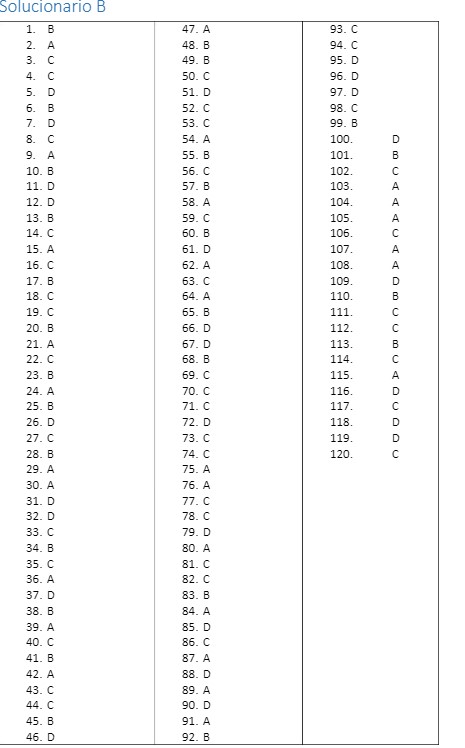 Solucionario B
1. B
2. A
3. C
4. C
5. D
6. B
7. D
8. C
9. A
10. B
11. D
12. D
13. B
14. C
15. A
16. C
17. B
18. C
19. C
20. B
21. A
22. C
23. B
24. A
25. B
26. D
27. C
28. B
29. A
30. A
31. D
32. D
33. C
34. B
35. C
36. A
37. D
38. B
39. A
40. C
41. B
42. A
43. C
44. C
45. B
46. D
47. A
48. B
49. B
50. C
51. D
52. C
53. C
54. A
55. B
56. C
57. B
58. A
59. C
60. B
61. D
62. A
63. C
64. A
65. B
66. D
67. D
68. B
69. C
70. C
71. C
72. D
73. C
74. C
75. A
76. A
77. C
78. C
79. D
80. A
81. C
82. C
83. B
84. A
85. D
86. C
87. A
88. D
89. A
90. D
91. A
92. B
93. C
94. C
95. D
96. D
97. D
98. C
99. B
100. D
101. B
102. C
103. A
104. A
105. A
106. C
107. A
108. A
109. D
110. B
111. C
112. C
113. B
114. C
115. A
116. D
117. C
118. D
119. D
120. C